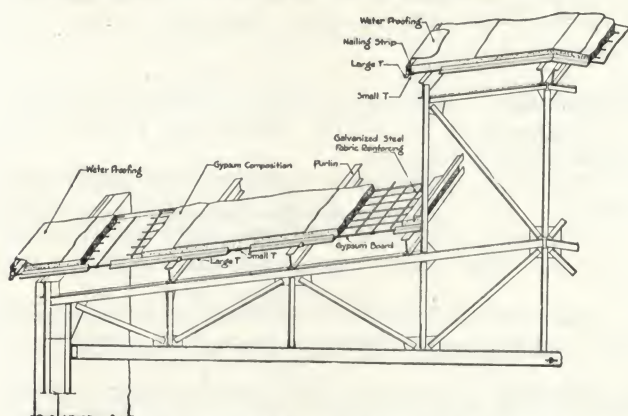 Water Proofing
Nailing Strip
Large T
Small T
Galvanized Steel
Fabric Reinforcing
Water Proofing
Gypsum Composition
Purlin
Large T
Small T
Gypsum Board